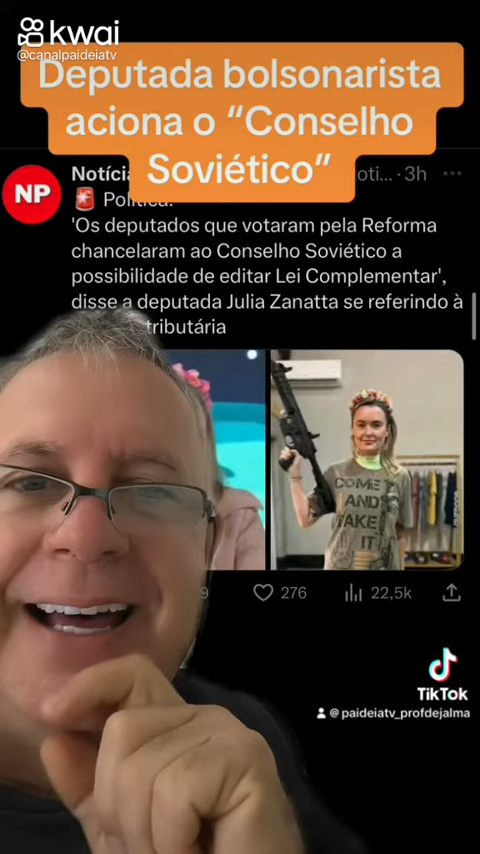 kwai
@canalpaideiatv
Deputada bolsonarista
aciona o “Conselho
Soviético”
NP
oti... · 3h
'Os deputados que votaram pela Reforma
chancelaram ao Conselho Soviético a
possibilidade de editar Lei Complementar',
disse a deputada Julia Zanatta se referindo à
tributária
COME
AND
TAKE
IT
276
22,5k
TikTok
@paideiatv_profdejalma